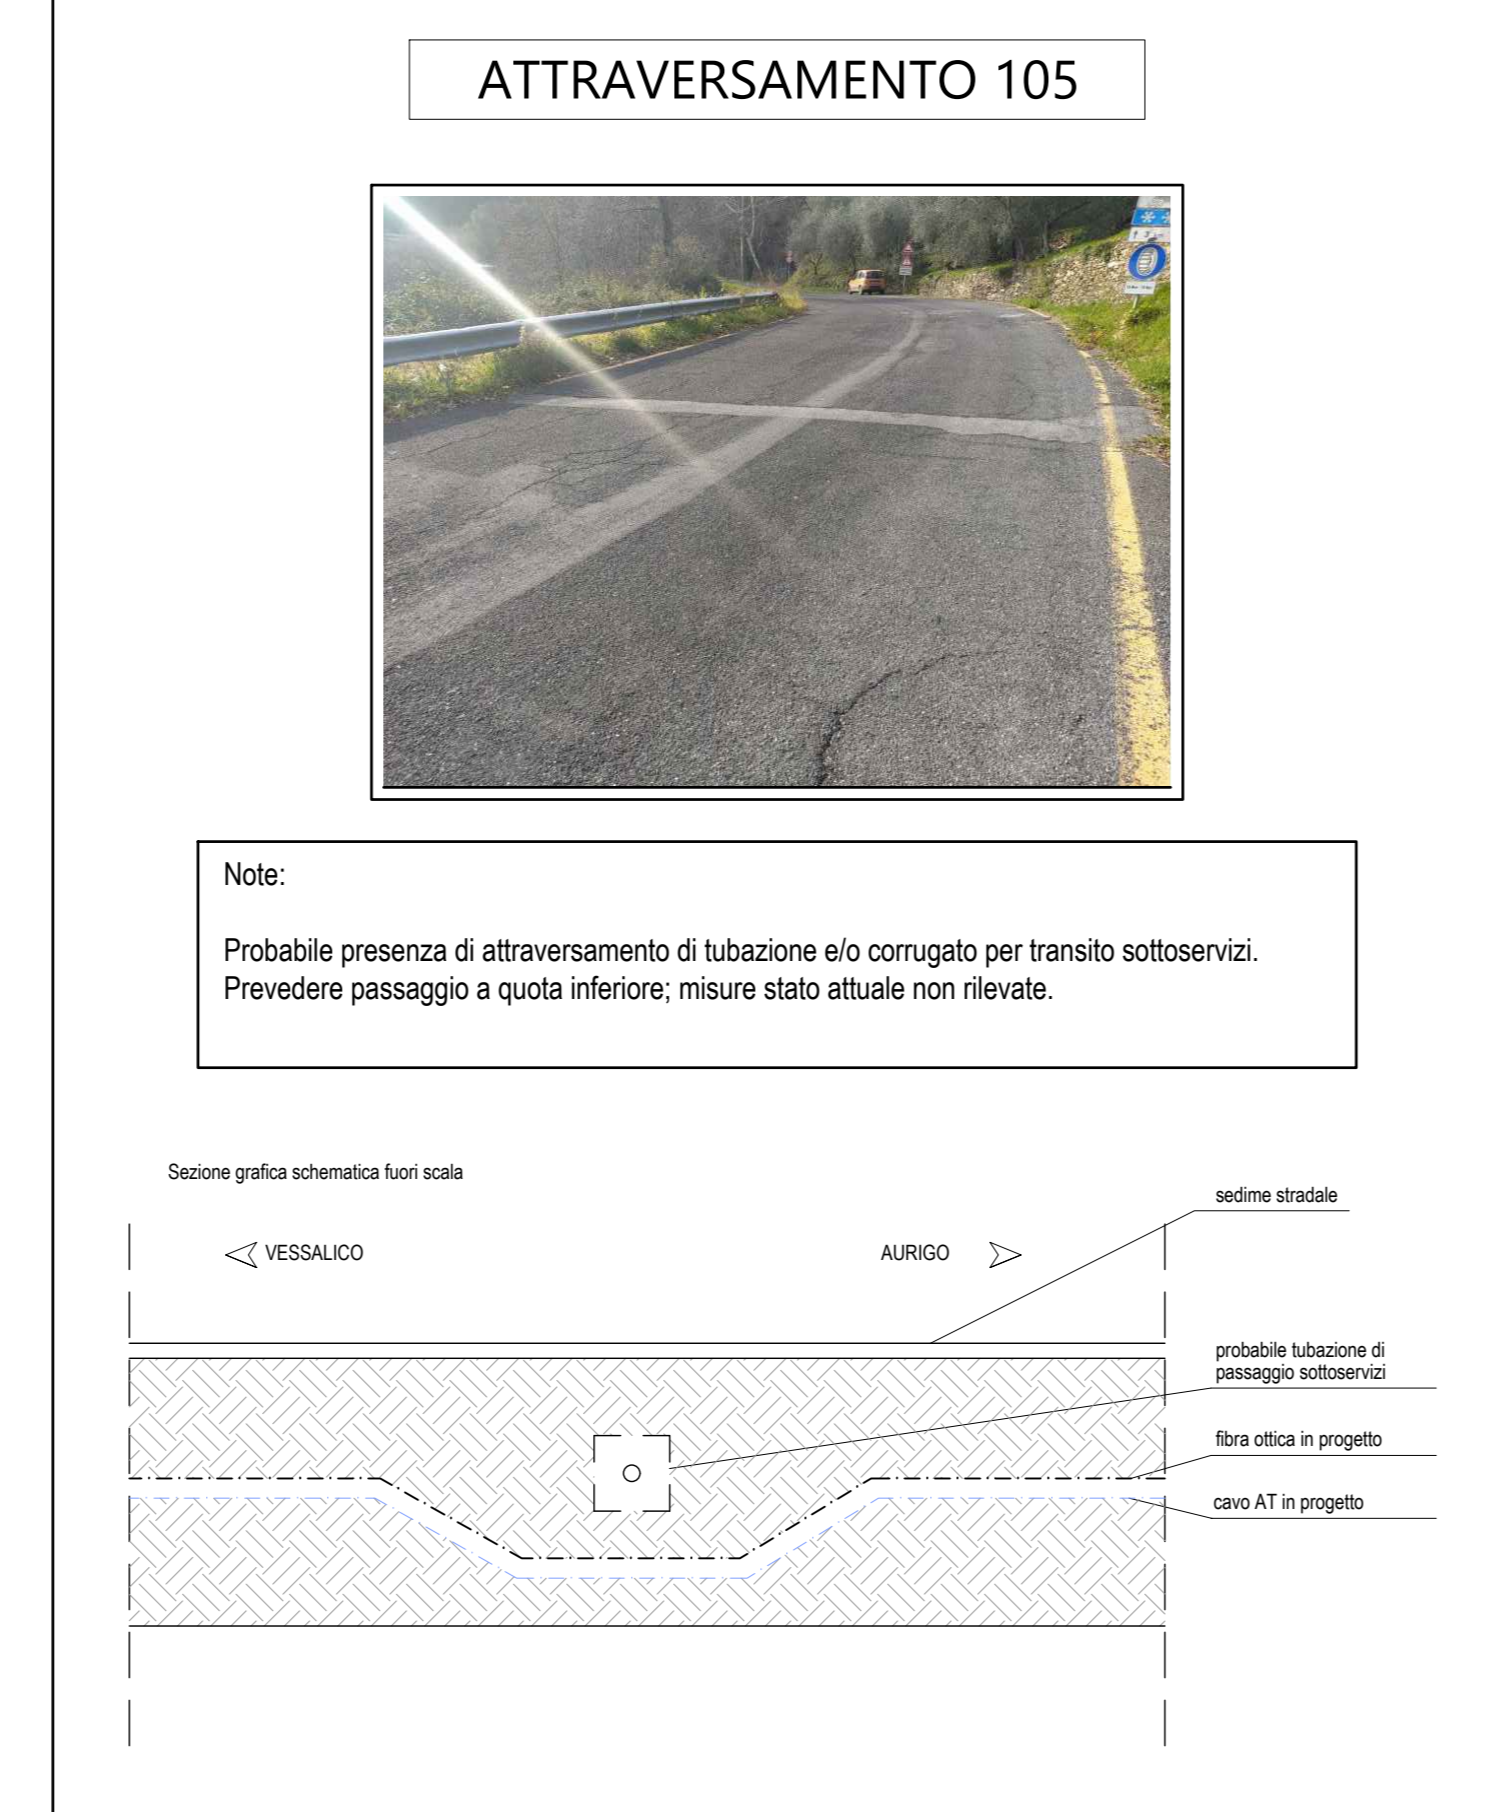 ATTRAVERSAMENTO 105
Note:
Probabile presenza di attraversamento di tubazione e/o corrugato per transito sottoservizi.
Prevedere passaggio a quota inferiore; misure stato attuale non rilevate.
Sezione grafica schematica fuori scala
sedime stradale
VESSALICO
AURIGO
probabile tubazione di
passaggio sottoservizi
fibra ottica in progetto
cavo AT in progetto